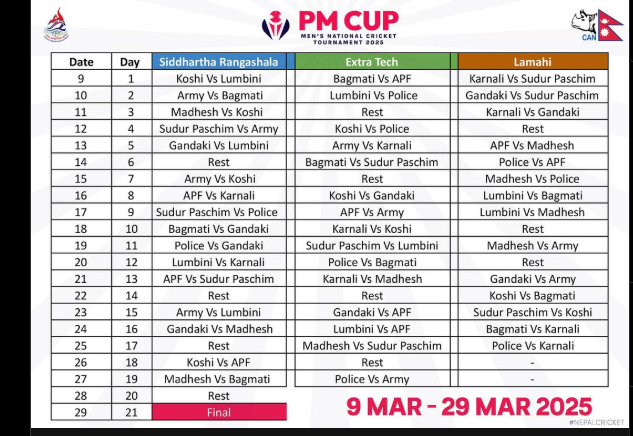 PM CUP
MEN'S NATIONAL CRICKET
TOURNAMENT 2025
CAN
Date Day Siddhartha Rangashala Extra Tech Lamahi
9 1 Koshi Vs Lumbini Bagmati Vs APF Karnali Vs Sudur Paschim
10 2 Army Vs Bagmati Lumbini Vs Police Gandaki Vs Sudur Paschim
11 3 Madhesh Vs Koshi Rest Karnali Vs Gandaki
12 4 Sudur Paschim Vs Army Koshi Vs Police Rest
13 5 Gandaki Vs Lumbini Army Vs Karnali APF Vs Madhesh
14 6 Rest Bagmati Vs Sudur Paschim Police Vs APF
15 7 Army Vs Koshi Rest Madhesh Vs Police
16 8 APF Vs Karnali Koshi Vs Gandaki Lumbini Vs Bagmati
17 9 Sudur Paschim Vs Police APF Vs Army Lumbini Vs Madhesh
18 10 Bagmati Vs Gandaki Karnali Vs Koshi Rest
19 11 Police Vs Gandaki Sudur Paschim Vs Lumbini Madhesh Vs Army
20 12 Lumbini Vs Karnali Police Vs Bagmati Rest
21 13 APF Vs Sudur Paschim Karnali Vs Madhesh Gandaki Vs Army
22 14 Rest Rest Koshi Vs Bagmati
23 15 Army Vs Lumbini Gandaki Vs APF Sudur Paschim Vs Koshi
24 16 Gandaki Vs Madhesh Lumbini Vs APF Bagmati Vs Karnali
25 17 Rest Madhesh Vs Sudur Paschim Police Vs Karnali
26 18 Koshi Vs APF Rest -
27 19 Madhesh Vs Bagmati Police Vs Army -
28 20 Rest
29 21 Final
9 MAR - 29 MAR 2025
#NEPALCRICKET